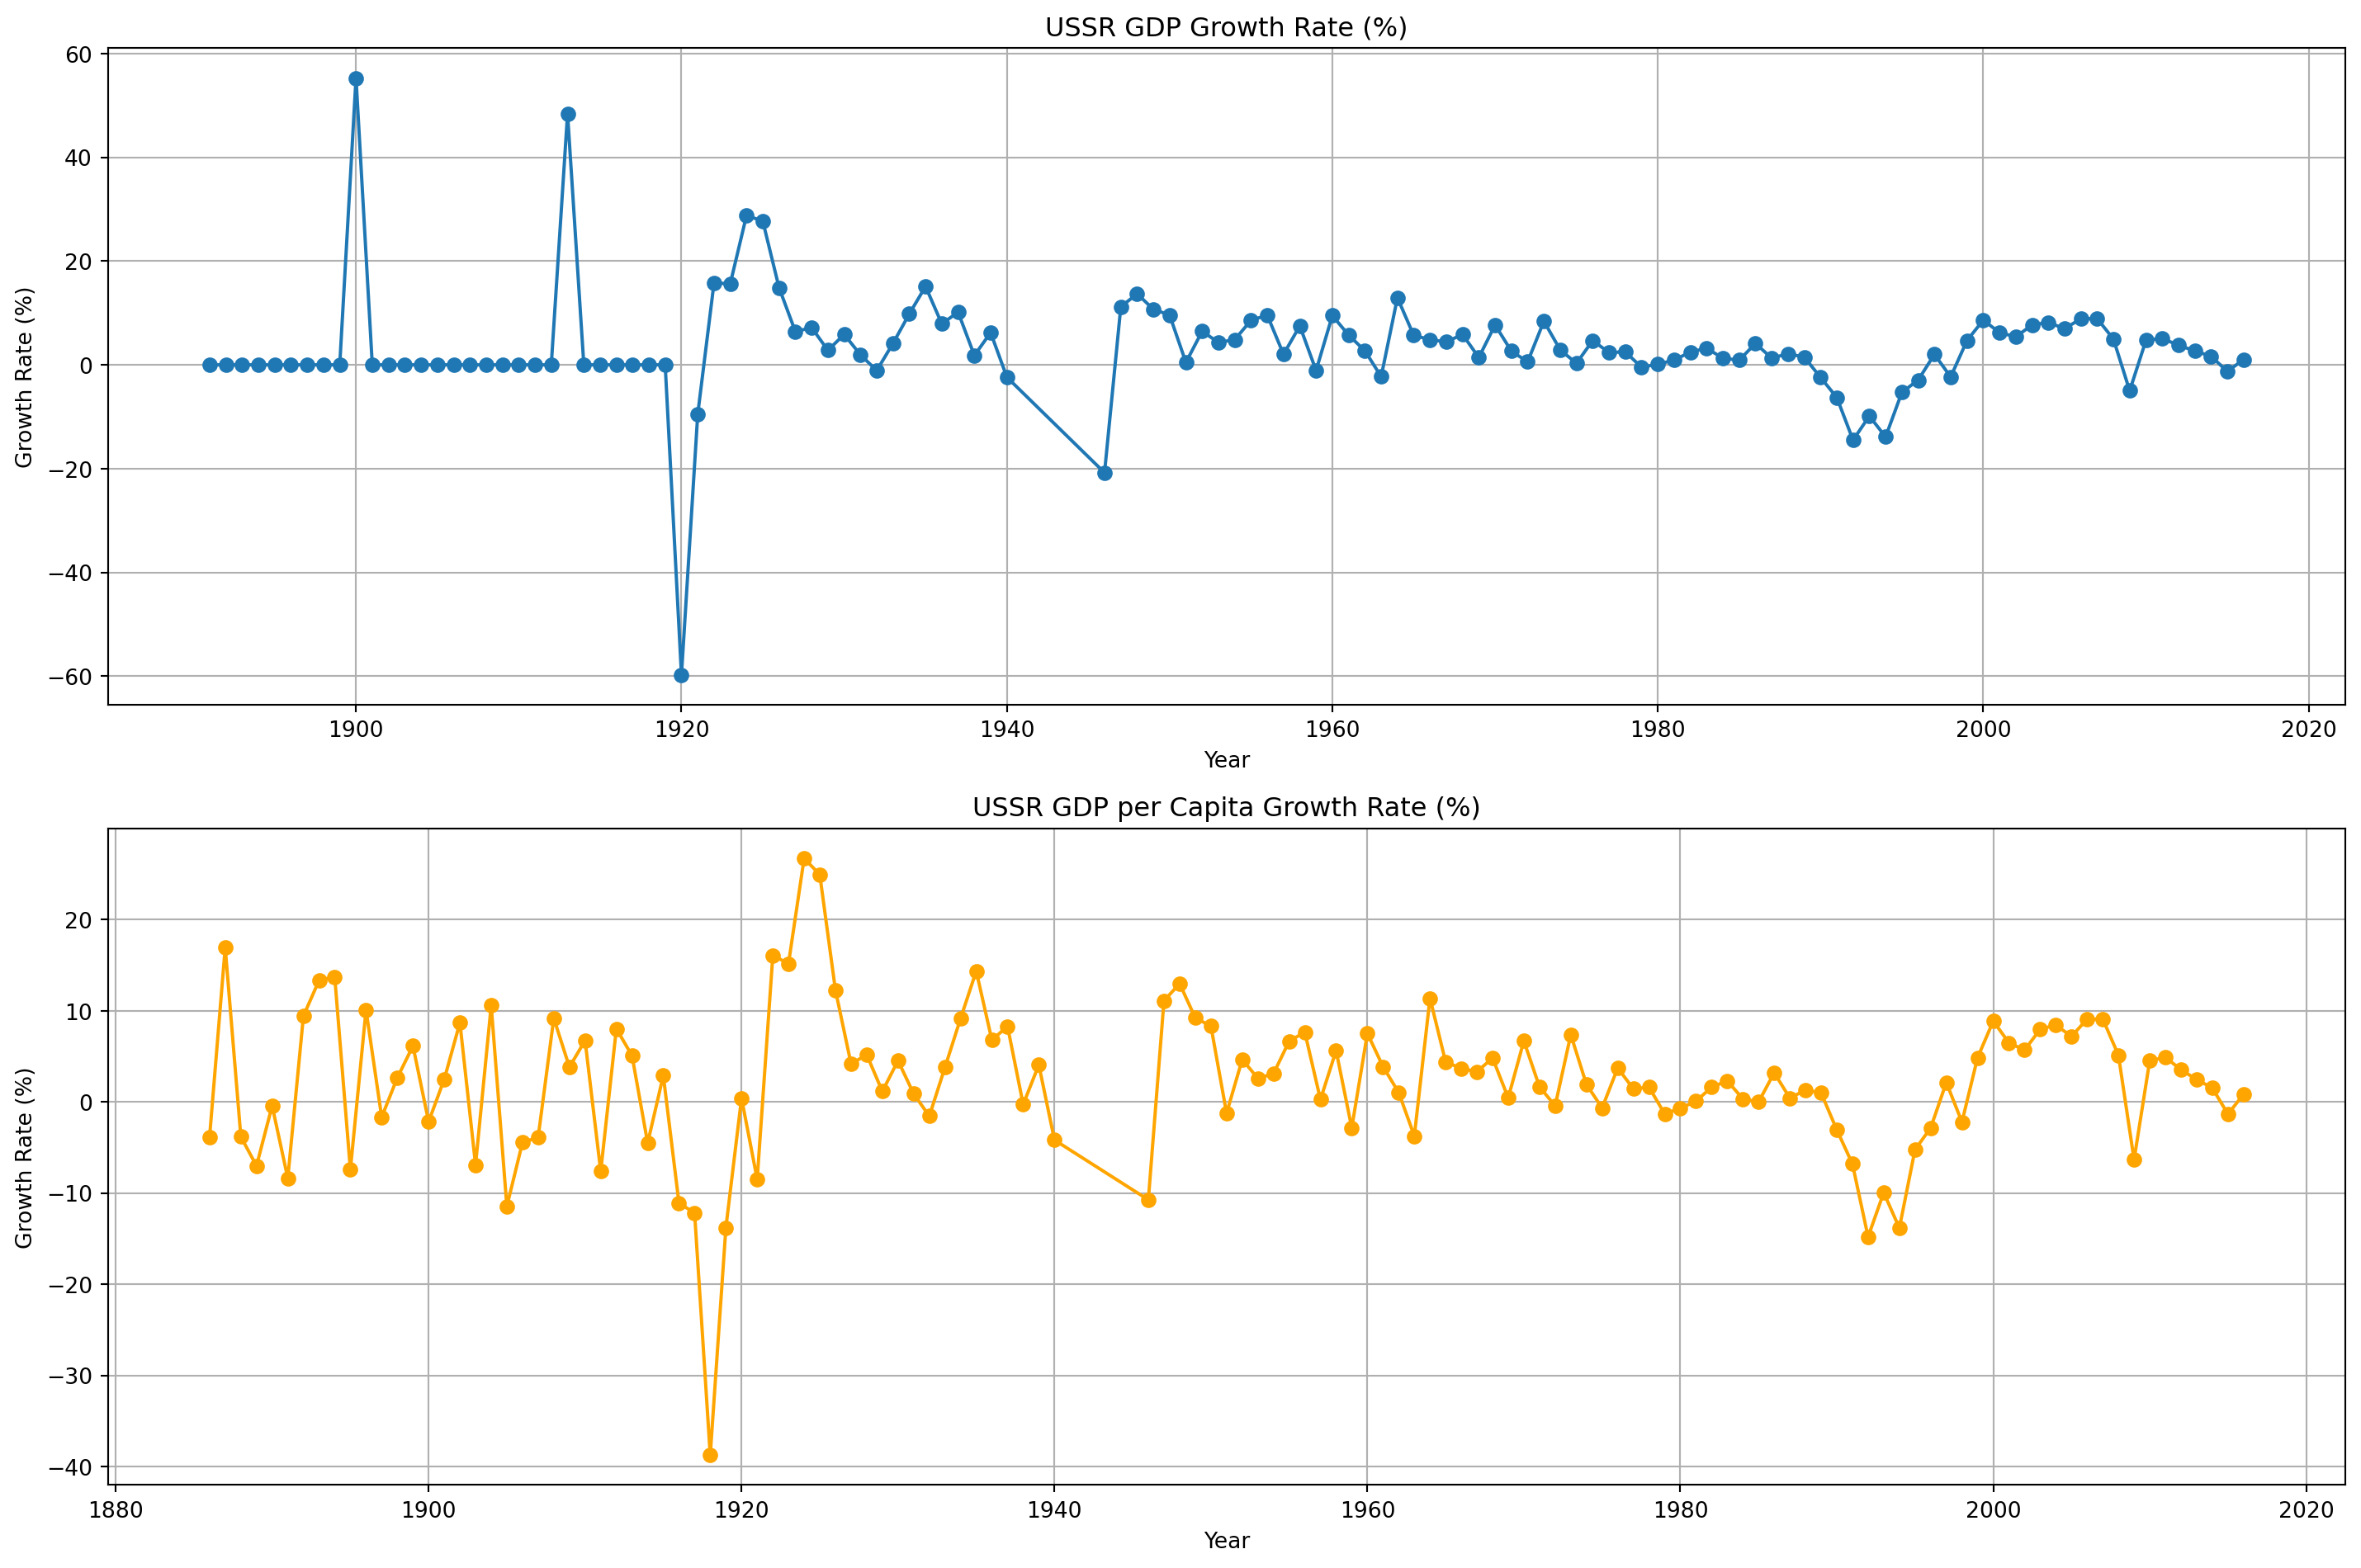 USSR GDP Growth Rate (%)
60
40
20
0
−20
−40
−60
Growth Rate (%)
1900 1920 1940 1960 1980 2000 2020
Year
USSR GDP per Capita Growth Rate (%)
20
10
0
−10
−20
−30
−40
Growth Rate (%)
1880 1900 1920 1940 1960 1980 2000 2020
Year